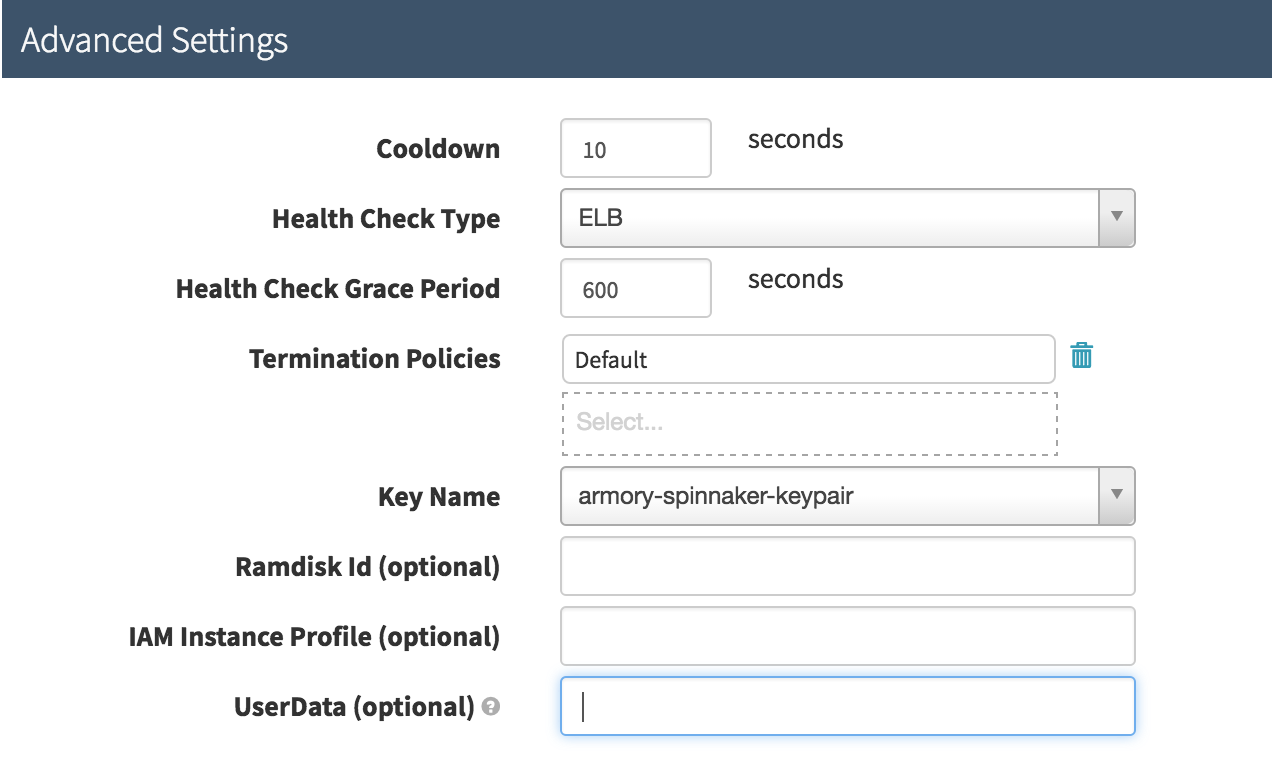 Advanced Settings
Cooldown 10 seconds
Health Check Type ELB
Health Check Grace Period 600 seconds
Termination Policies Default
Select...
Key Name armory-spinnaker-keypair
Ramdisk Id (optional)
IAM Instance Profile (optional)
UserData (optional) ?